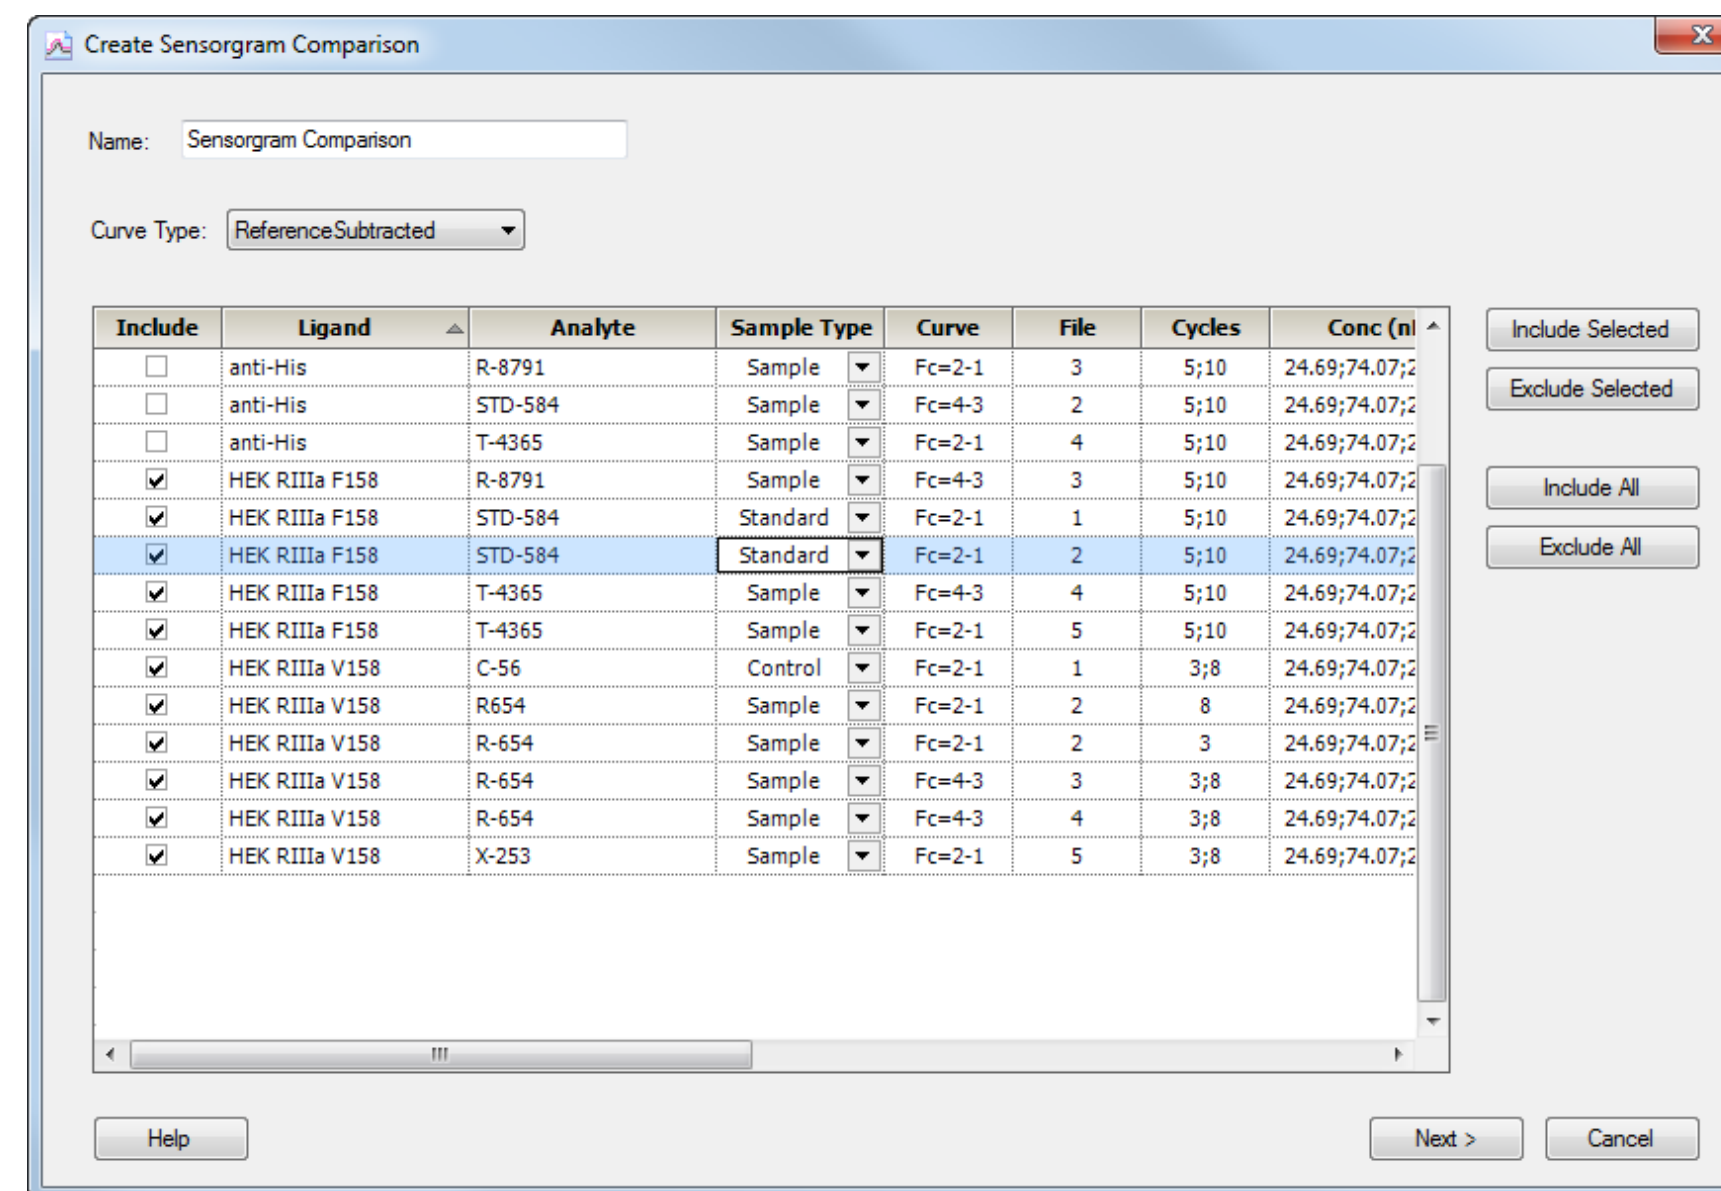 Create Sensorgram Comparison
Name: Sensorgram Comparison
Curve Type: ReferenceSubtracted
Include Ligand Analyte Sample Type Curve File Cycles Conc (nl
anti-His R-8791 Sample Fc=2-1 3 5;10 24.69;74.07;2
anti-His STD-584 Sample Fc=4-3 2 5;10 24.69;74.07;2
anti-His T-4365 Sample Fc=2-1 4 5;10 24.69;74.07;2
HEK RIIIa F158 R-8791 Sample Fc=4-3 3 5;10 24.69;74.07;2
HEK RIIIa F158 STD-584 Standard Fc=2-1 1 5;10 24.69;74.07;2
HEK RIIIa F158 STD-584 Standard Fc=2-1 2 5;10 24.69;74.07;2
HEK RIIIa F158 T-4365 Sample Fc=4-3 4 5;10 24.69;74.07;2
HEK RIIIa F158 T-4365 Sample Fc=2-1 5 5;10 24.69;74.07;2
HEK RIIIa V158 C-56 Control Fc=2-1 1 3;8 24.69;74.07;2
HEK RIIIa V158 R654 Sample Fc=2-1 2 8 24.69;74.07;2
HEK RIIIa V158 R-654 Sample Fc=2-1 2 3 24.69;74.07;2
HEK RIIIa V158 R-654 Sample Fc=4-3 3 3;8 24.69;74.07;2
HEK RIIIa V158 R-654 Sample Fc=4-3 4 3;8 24.69;74.07;2
HEK RIIIa V158 X-253 Sample Fc=2-1 5 3;8 24.69;74.07;2
Include Selected
Exclude Selected
Include All
Exclude All
Help
Next >
Cancel